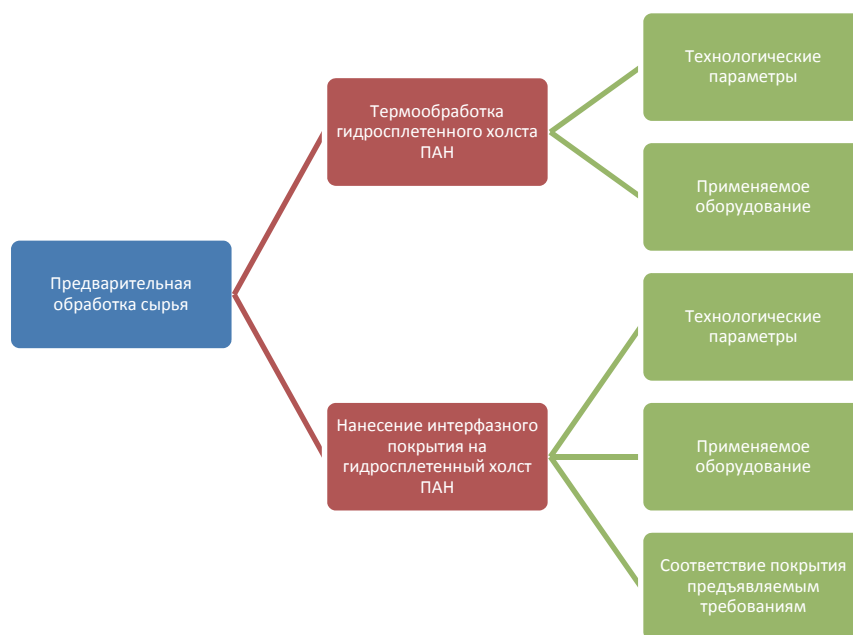 Предварительная
обработка сырья
Термообработка
гидросплетенного холста
ПАН
Технологические
параметры
Применяемое
оборудование
Нанесение интерфазного
покрытия на
гидросплетенный холст
ПАН
Технологические
параметры
Применяемое
оборудование
Соответствие покрытия
предъявляемым
требованиям